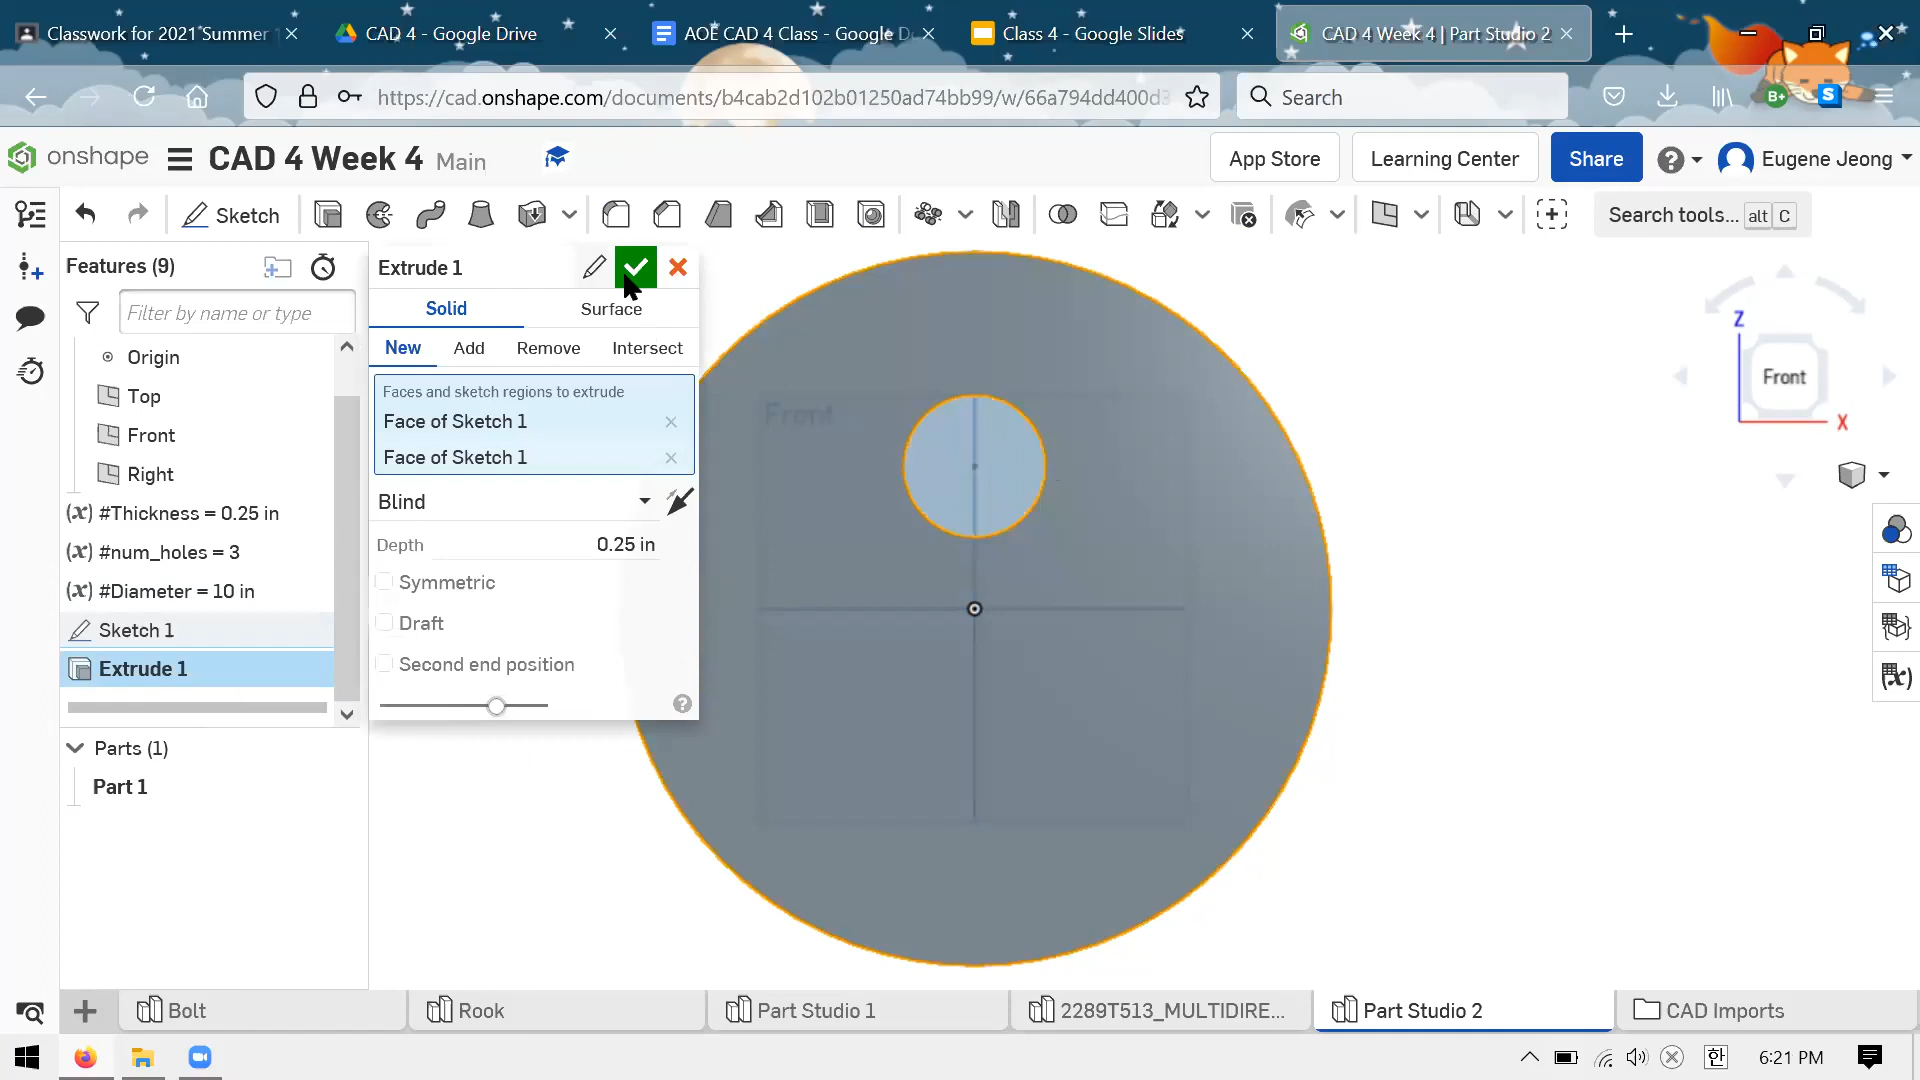 Classwork for 2021 Summer
CAD 4 - Google Drive
AOE CAD 4 Class - Google D
Class 4 - Google Slides
CAD 4 Week 4 | Part Studio 2
https://cad.onshape.com/documents/b4cab2d102b01250ad74bb99/w/66a794dd400d3
Search
B+
S
onshape
CAD 4 Week 4 Main
App Store
Learning Center
Share
Eugene Jeong
Sketch
Search tools... alt C
Features (9)
Filter by name or type
Origin
Top
Front
Right
(x) #Thickness = 0.25 in
(x) #num_holes = 3
(x) #Diameter = 10 in
Sketch 1
Extrude 1
Parts (1)
Part 1
Extrude 1
Solid
Surface
New
Add
Remove
Intersect
Faces and sketch regions to extrude
Face of Sketch 1
Face of Sketch 1
Blind
Depth
0.25 in
Symmetric
Draft
Second end position
Front
Z
Front
X
(x)
Bolt
Rook
Part Studio 1
2289T513_MULTIDIRE...
Part Studio 2
CAD Imports
한
6:21 PM